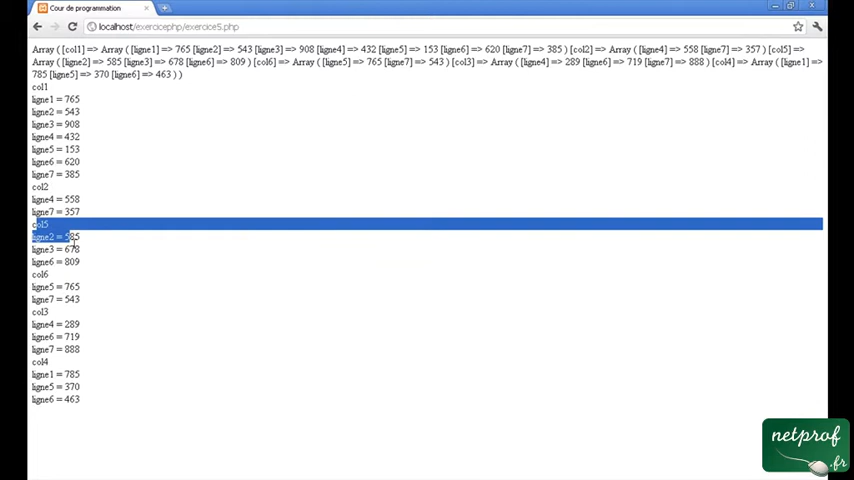 Cour de programmation
localhost/exercicephp/exercice5.php
Array ( [col1] => Array ( [ligne1] => 765 [ligne2] => 543 [ligne3] => 908 [ligne4] => 432 [ligne5] => 153 [ligne6] => 620 [ligne7] => 385 ) [col2] => Array ( [ligne4] => 558 [ligne7] => 357 ) [col5] =>
Array ( [ligne2] => 585 [ligne3] => 678 [ligne6] => 809 ) [col6] => Array ( [ligne5] => 765 [ligne7] => 543 ) [col3] => Array ( [ligne4] => 289 [ligne6] => 719 [ligne7] => 888 ) [col4] => Array ( [ligne1] =>
785 [ligne5] => 370 [ligne6] => 463 ) )
col1
ligne1 = 765
ligne2 = 543
ligne3 = 908
ligne4 = 432
ligne5 = 153
ligne6 = 620
ligne7 = 385
col2
ligne4 = 558
ligne7 = 357
col5
ligne2 = 585
ligne3 = 678
ligne6 = 809
col6
ligne5 = 765
ligne7 = 543
col3
ligne4 = 289
ligne6 = 719
ligne7 = 888
col4
ligne1 = 785
ligne5 = 370
ligne6 = 463
netprof
.fr